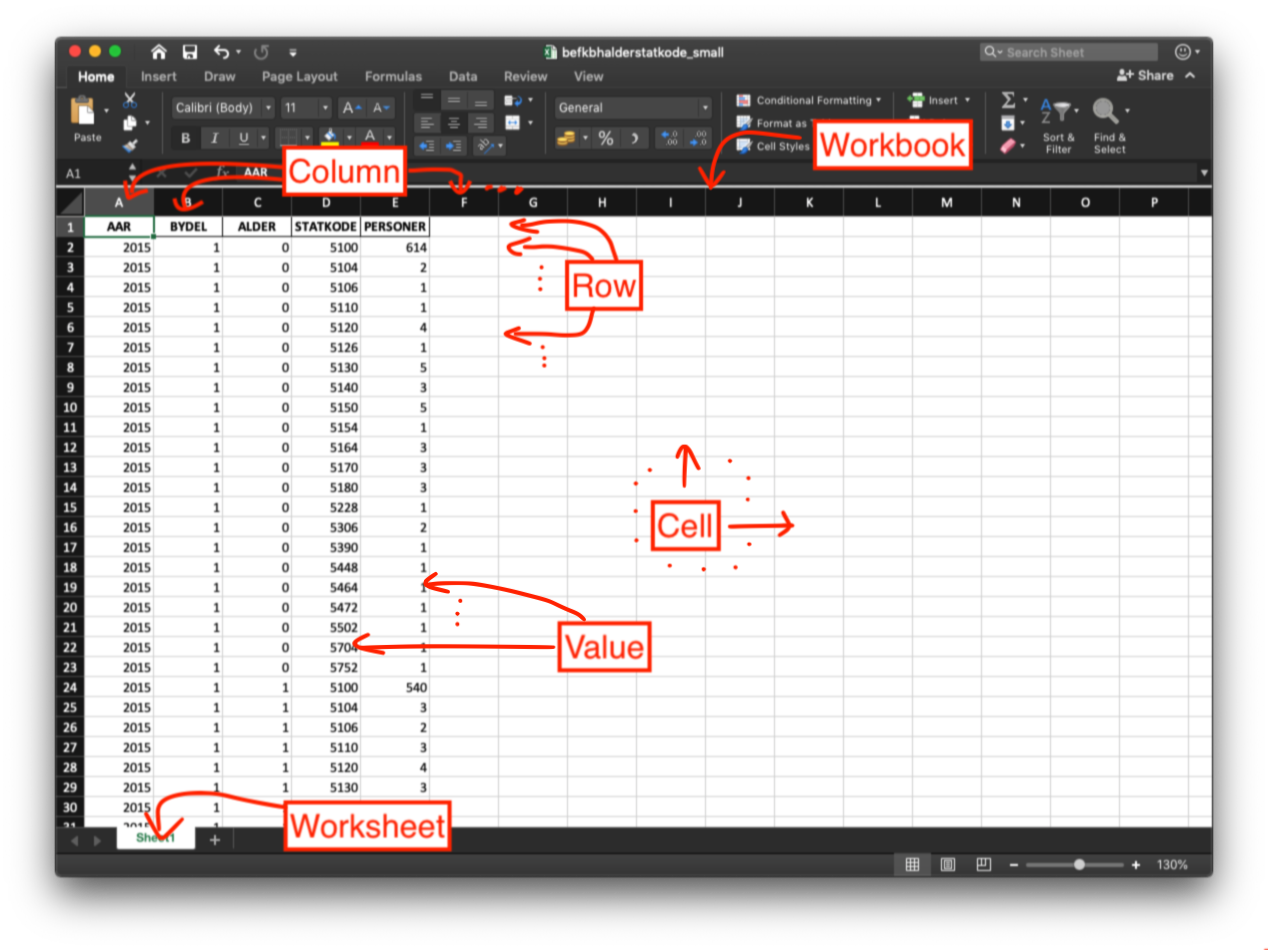 befkbhalderstatkode_small
Search Sheet
Home Insert Draw Page Layout Formulas Data Review View
Share
Paste
Calibri (Body) 11 A A
B I U A
General
% )
Conditional Formatting
Format as
Cell Styles
Insert
Sort & Filter
Find & Select
Workbook
A1 fx AAR
Column
A B C D E F G H I J K L M N O P
1 AAR BYDEL ALDER STATKODE PERSONER
2 2015 1 0 5100 614
3 2015 1 0 5104 2
4 2015 1 0 5106 1
Row
5 2015 1 0 5110 1
6 2015 1 0 5120 4
7 2015 1 0 5126 1
8 2015 1 0 5130 5
9 2015 1 0 5140 3
10 2015 1 0 5150 5
11 2015 1 0 5154 1
12 2015 1 0 5164 3
13 2015 1 0 5170 3
14 2015 1 0 5180 3
15 2015 1 0 5228 1
16 2015 1 0 5306 2
Cell
17 2015 1 0 5390 1
18 2015 1 0 5448 1
19 2015 1 0 5464 1
20 2015 1 0 5472 1
21 2015 1 0 5502 1
22 2015 1 0 5704 1
Value
23 2015 1 0 5752 1
24 2015 1 1 5100 540
25 2015 1 1 5104 3
26 2015 1 1 5106 2
27 2015 1 1 5110 3
28 2015 1 1 5120 4
29 2015 1 1 5130 3
30 2015 1
Worksheet
Sheet1
130%